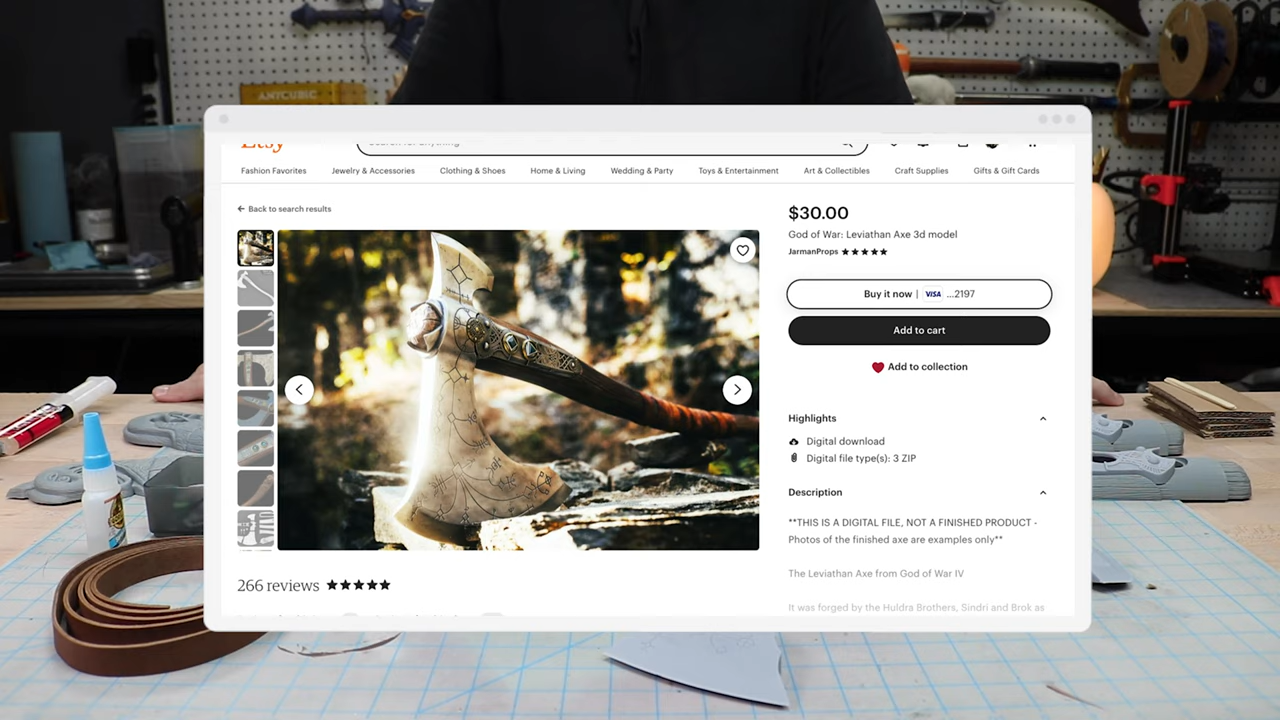 ANYCUBIC
Etsy
Search for anything
Fashion Favorites
Jewelry & Accessories
Clothing & Shoes
Home & Living
Wedding & Party
Toys & Entertainment
Art & Collectibles
Craft Supplies
Gifts & Gift Cards
Back to search results
$30.00
God of War: Leviathan Axe 3d model
JarmanProps
Buy it now | VISA ...2197
Add to cart
Add to collection
Highlights
Digital download
Digital file type(s): 3 ZIP
Description
**THIS IS A DIGITAL FILE, NOT A FINISHED PRODUCT -
Photos of the finished axe are examples only**
The Leviathan Axe from God of War IV
It was forged by the Huldra Brothers, Sindri and Brok as
266 reviews